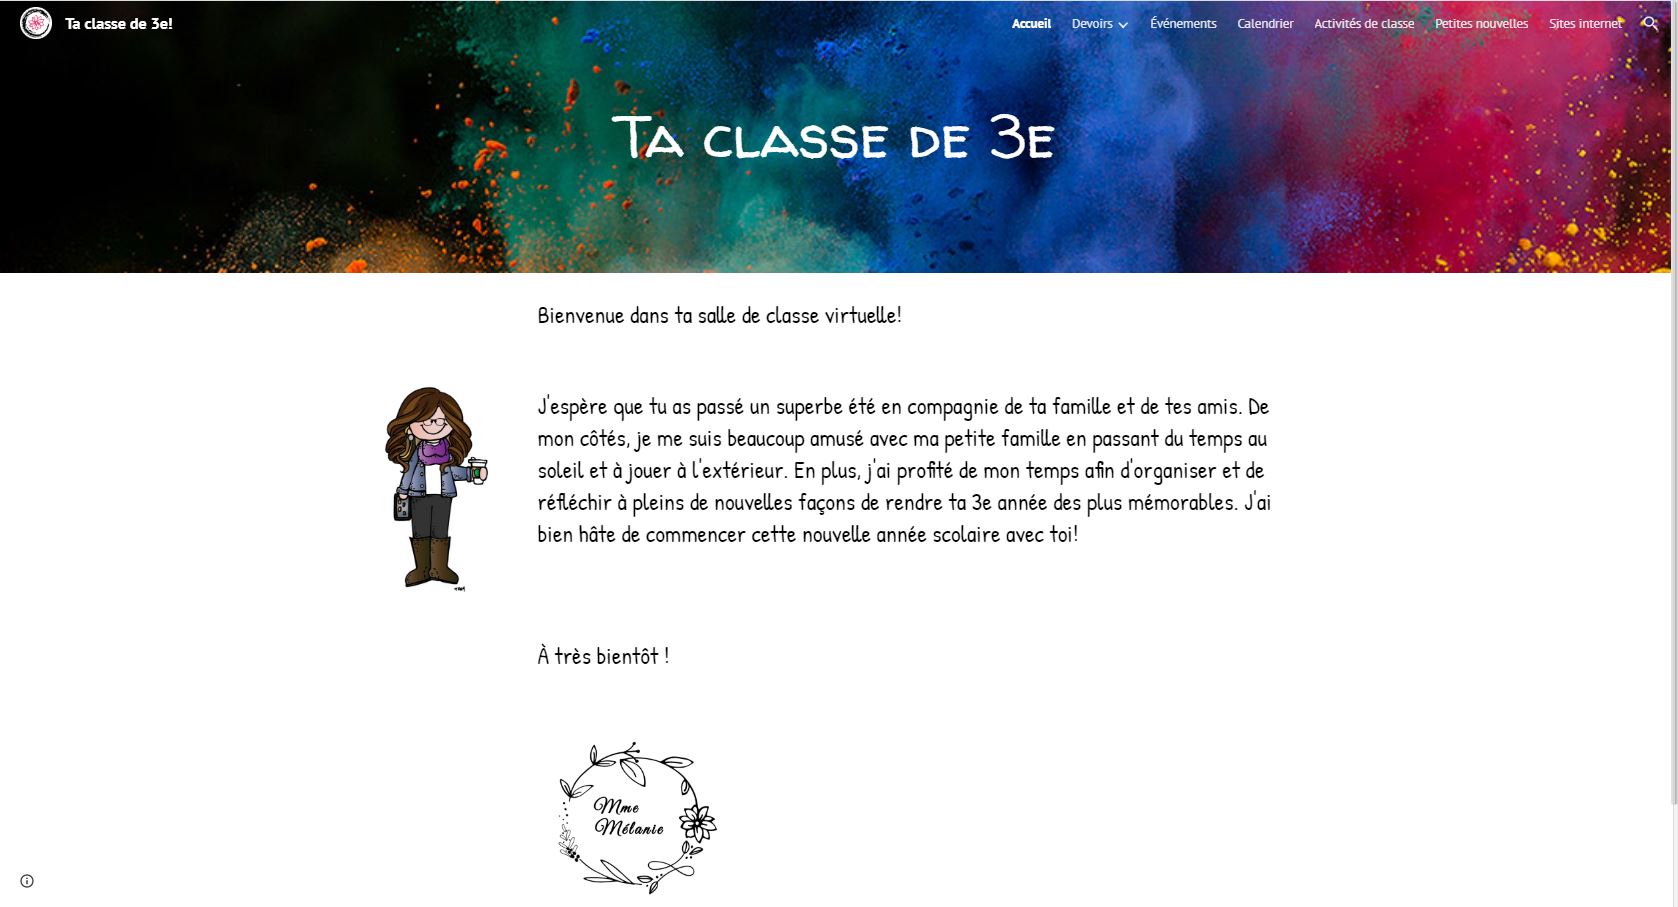 Ta classe de 3e!
Accueil
Devoirs
Événements
Calendrier
Activités de classe
Petites nouvelles
Sites internet
Ta classe de 3e
Bienvenue dans ta salle de classe virtuelle!
J'espère que tu as passé un superbe été en compagnie de ta famille et de tes amis. De
mon côtés, je me suis beaucoup amusé avec ma petite famille en passant du temps au
soleil et à jouer à l'extérieur. En plus, j'ai profité de mon temps afin d'organiser et de
réfléchir à pleins de nouvelles façons de rendre ta 3e année des plus mémorables. J'ai
bien hâte de commencer cette nouvelle année scolaire avec toi!
À très bientôt !
Mme
Mélanie